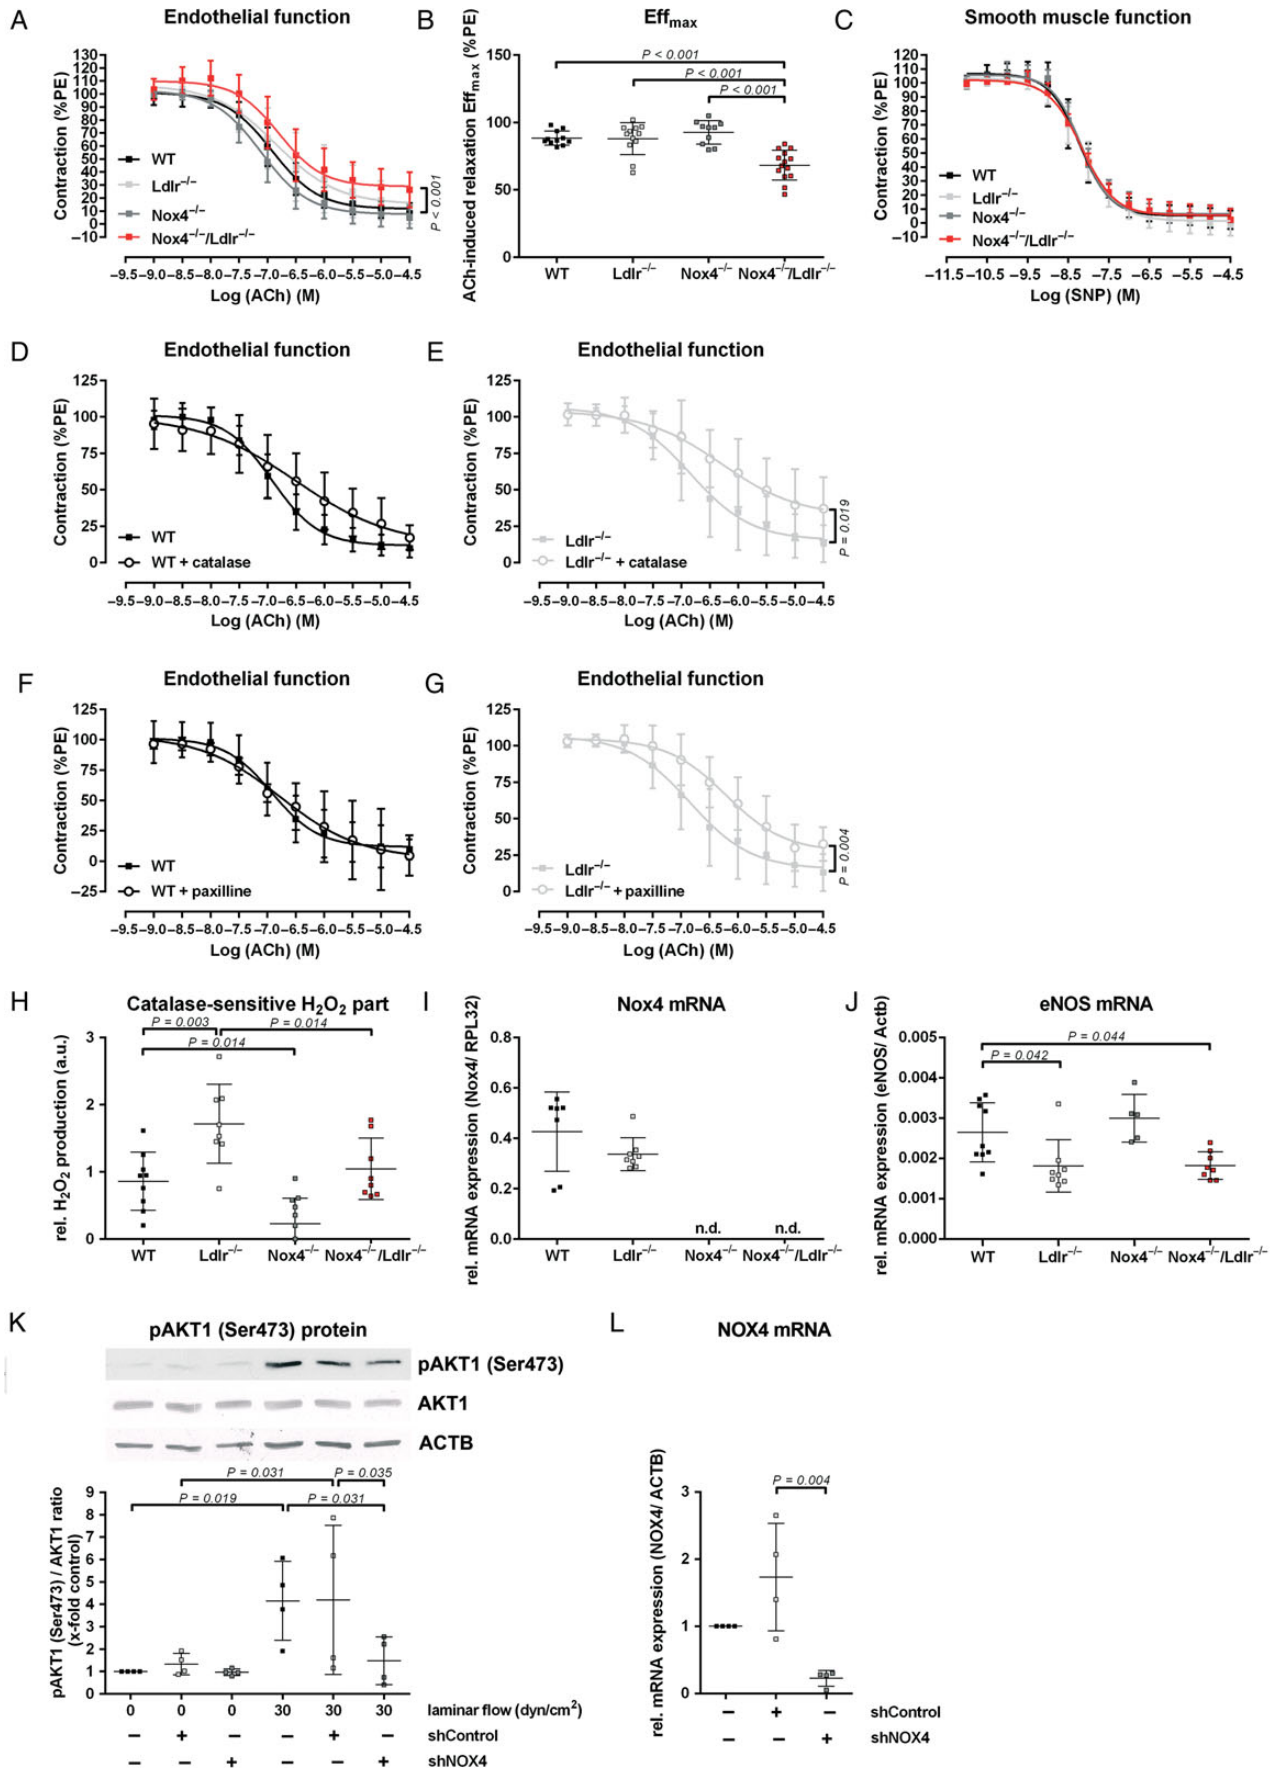 A
Endothelial function
Contraction (%PE)
130
120
110
100
90
80
70
60
50
40
30
20
10
0
–10
WT
Ldlr–/–
Nox4–/–
Nox4–/–/Ldlr–/–
P < 0.001
–9.5 –9.0 –8.5 –8.0 –7.5 –7.0 –6.5 –6.0 –5.5 –5.0 –4.5
Log (ACh) (M)
B
Effmax
ACh-induced relaxation Effmax (%PE)
150
100
50
0
P < 0.001
P < 0.001
P < 0.001
WT Ldlr–/– Nox4–/– Nox4–/–/Ldlr–/–
C
Smooth muscle function
Contraction (%PE)
120
110
100
90
80
70
60
50
40
30
20
10
0
–10
WT
Ldlr–/–
Nox4–/–
Nox4–/–/Ldlr–/–
–11.5 –10.5 –9.5 –8.5 –7.5 –6.5 –5.5 –4.5
Log (SNP) (M)
D
Endothelial function
Contraction (%PE)
125
100
75
50
25
0
WT
WT + catalase
–9.5 –9.0 –8.5 –8.0 –7.5 –7.0 –6.5 –6.0 –5.5 –5.0 –4.5
Log (ACh) (M)
E
Endothelial function
Contraction (%PE)
125
100
75
50
25
0
Ldlr–/–
Ldlr–/– + catalase
P = 0.019
–9.5 –9.0 –8.5 –8.0 –7.5 –7.0 –6.5 –6.0 –5.5 –5.0 –4.5
Log (ACh) (M)
F
Endothelial function
Contraction (%PE)
125
100
75
50
25
0
–25
WT
WT + paxilline
–9.5 –9.0 –8.5 –8.0 –7.5 –7.0 –6.5 –6.0 –5.5 –5.0 –4.5
Log (ACh) (M)
G
Endothelial function
Contraction (%PE)
125
100
75
50
25
0
Ldlr–/–
Ldlr–/– + paxilline
P = 0.004
–9.5 –9.0 –8.5 –8.0 –7.5 –7.0 –6.5 –6.0 –5.5 –5.0 –4.5
Log (ACh) (M)
H
Catalase-sensitive H2O2 part
rel. H2O2 production (a.u.)
P = 0.003
P = 0.014
P = 0.014
3
2
1
0
WT Ldlr–/– Nox4–/– Nox4–/–/Ldlr–/–
I
Nox4 mRNA
rel. mRNA expression (Nox4/ RPL32)
0.8
0.6
0.4
0.2
0.0
n.d.
n.d.
WT Ldlr–/– Nox4–/– Nox4–/–/Ldlr–/–
J
eNOS mRNA
rel. mRNA expression (eNOS/ Actb)
0.005
0.004
0.003
0.002
0.001
0.000
P = 0.044
P = 0.042
WT Ldlr–/– Nox4–/– Nox4–/–/Ldlr–/–
K
pAKT1 (Ser473) protein
pAKT1 (Ser473)
AKT1
ACTB
pAKT1 (Ser473) / AKT1 ratio
(x-fold control)
P = 0.031
P = 0.035
P = 0.019
P = 0.031
9
8
7
6
5
4
3
2
1
0
0 0 0 30 30 30 laminar flow (dyn/cm2)
– + – – + – shControl
– – + – – + shNOX4
L
NOX4 mRNA
rel. mRNA expression (NOX4/ ACTB)
P = 0.004
3
2
1
0
– + – shControl
– – + shNOX4